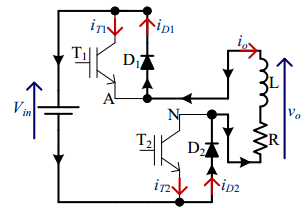 i_T1 i_D1 i_o
T_1 D_1
A L
V_in N v_o
T_2 D_2 R
i_T2 i_D2